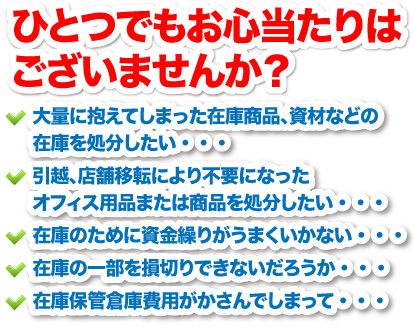 ひとつでもお心当たりは
ございませんか？
大量に抱えてしまった在庫商品、資材などの
在庫を処分したい・・・
引越、店舗移転により不要になった
オフィス用品または商品を処分したい・・・
在庫のために資金繰りがうまくいかない・・・
在庫の一部を損切りできないだろうか・・・
在庫保管倉庫費用がかさんでしまって・・・